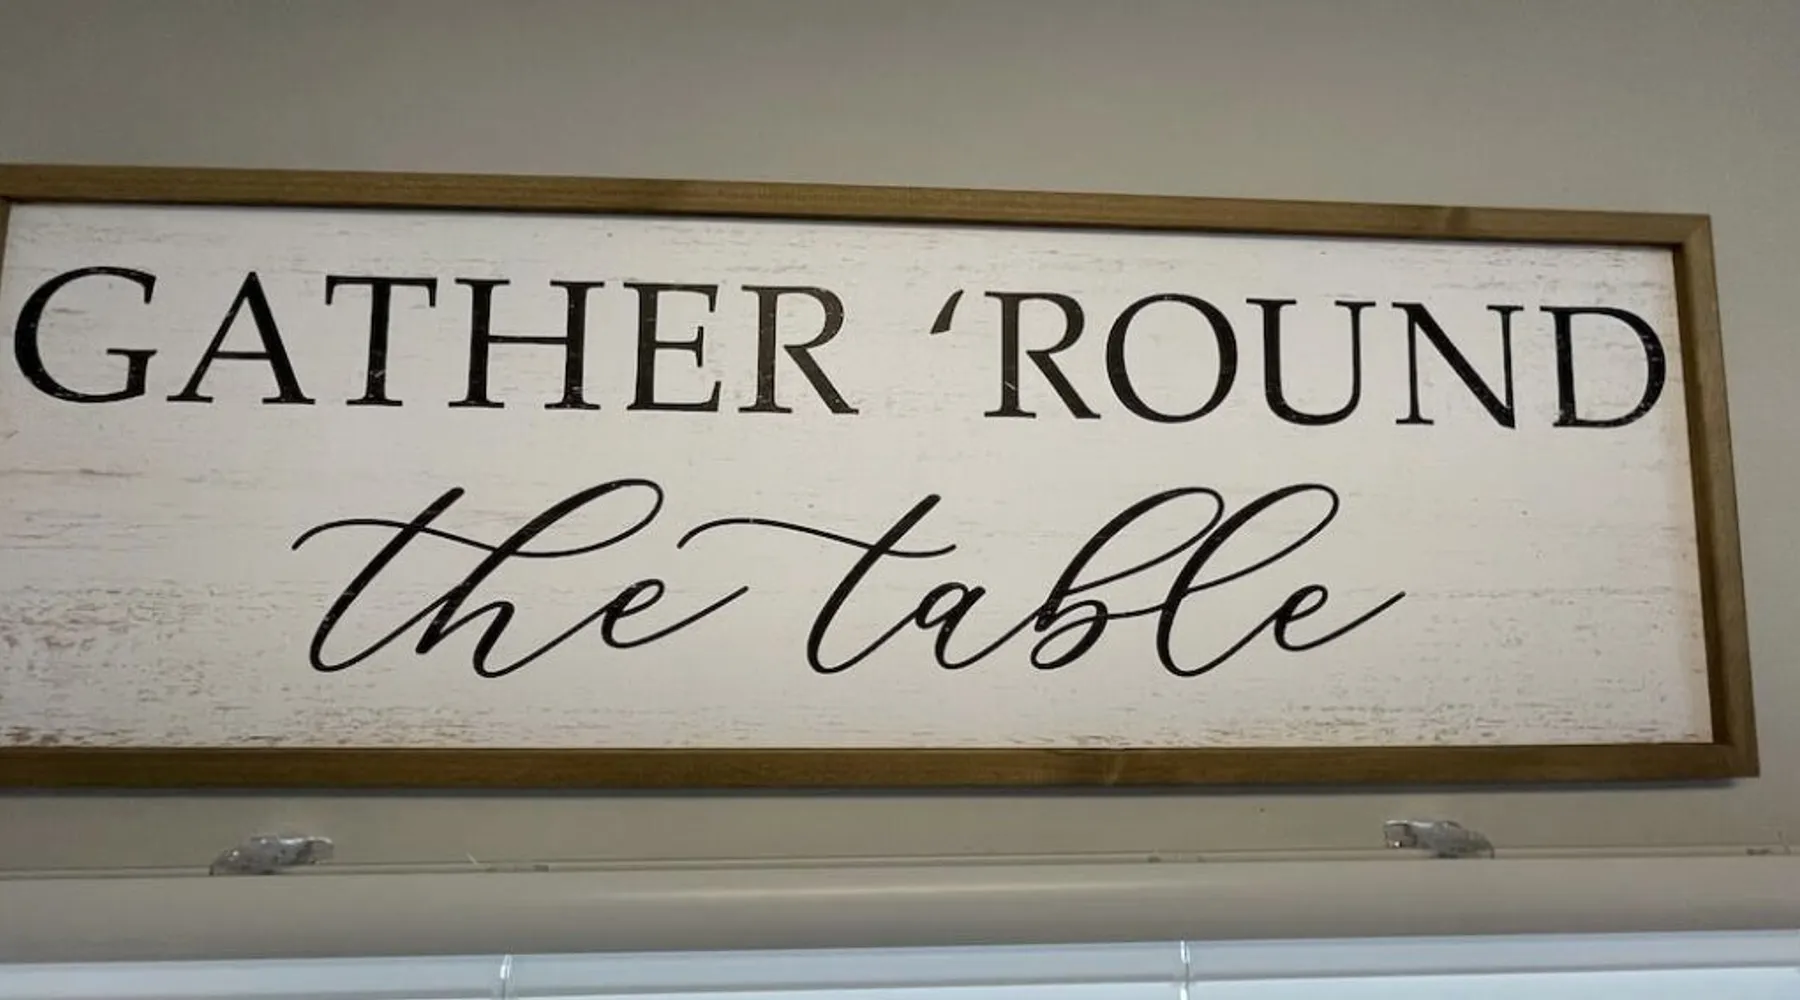 GATHER ‘ROUND
the table